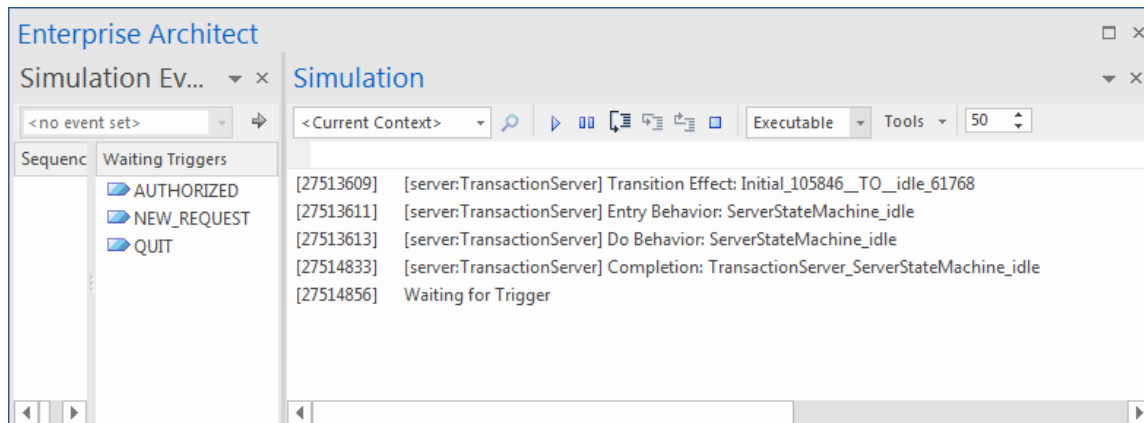 Enterprise Architect
Simulation Ev...
Simulation
<no event set>
<Current Context>
Executable
Tools
50
Sequenc
Waiting Triggers
AUTHORIZED
NEW_REQUEST
QUIT
[27513609] [server:TransactionServer] Transition Effect: Initial_105846__TO__idle_61768
[27513611] [server:TransactionServer] Entry Behavior: ServerStateMachine_idle
[27513613] [server:TransactionServer] Do Behavior: ServerStateMachine_idle
[27514833] [server:TransactionServer] Completion: TransactionServer_ServerStateMachine_idle
[27514856] Waiting for Trigger